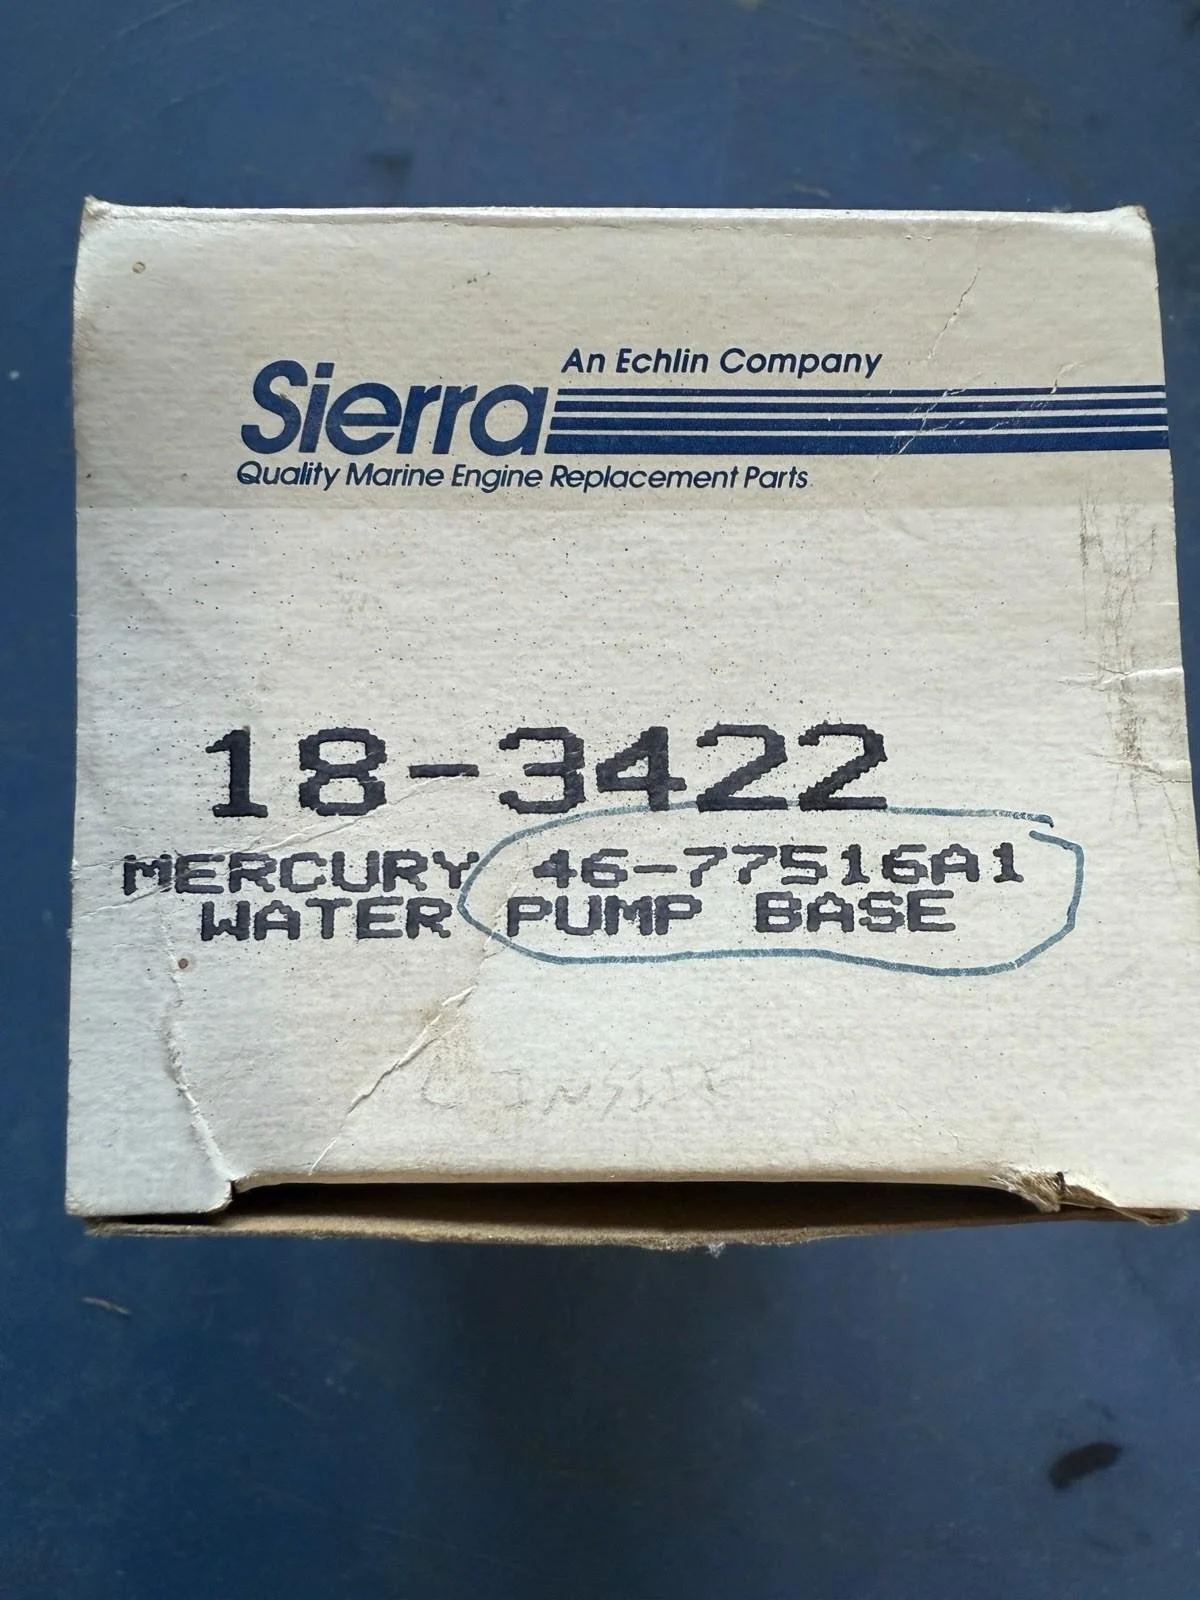 An Echlin Company
Sierra
Quality Marine Engine Replacement Parts
18-3422
MERCURY 46-77516A1
WATER PUMP BASE